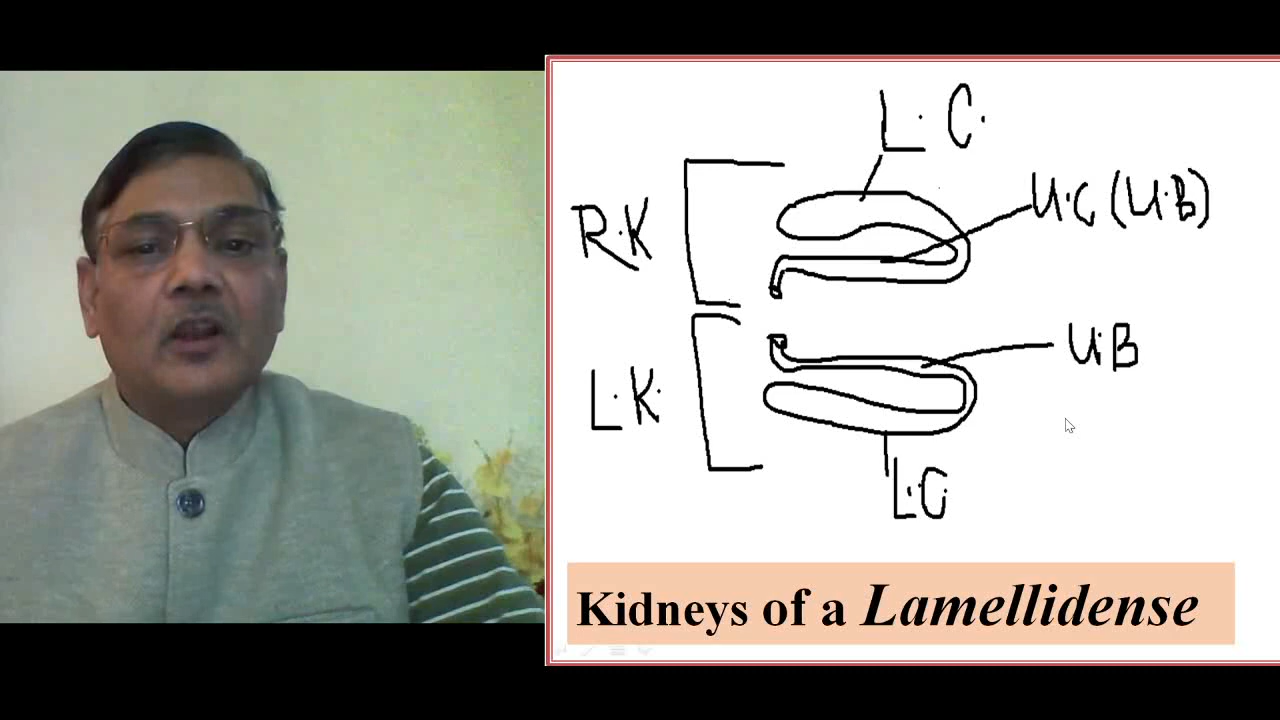 L. C.
R.K
U.C (U.B)
L.K.
U.B
L.C.
Kidneys of a Lamellidense